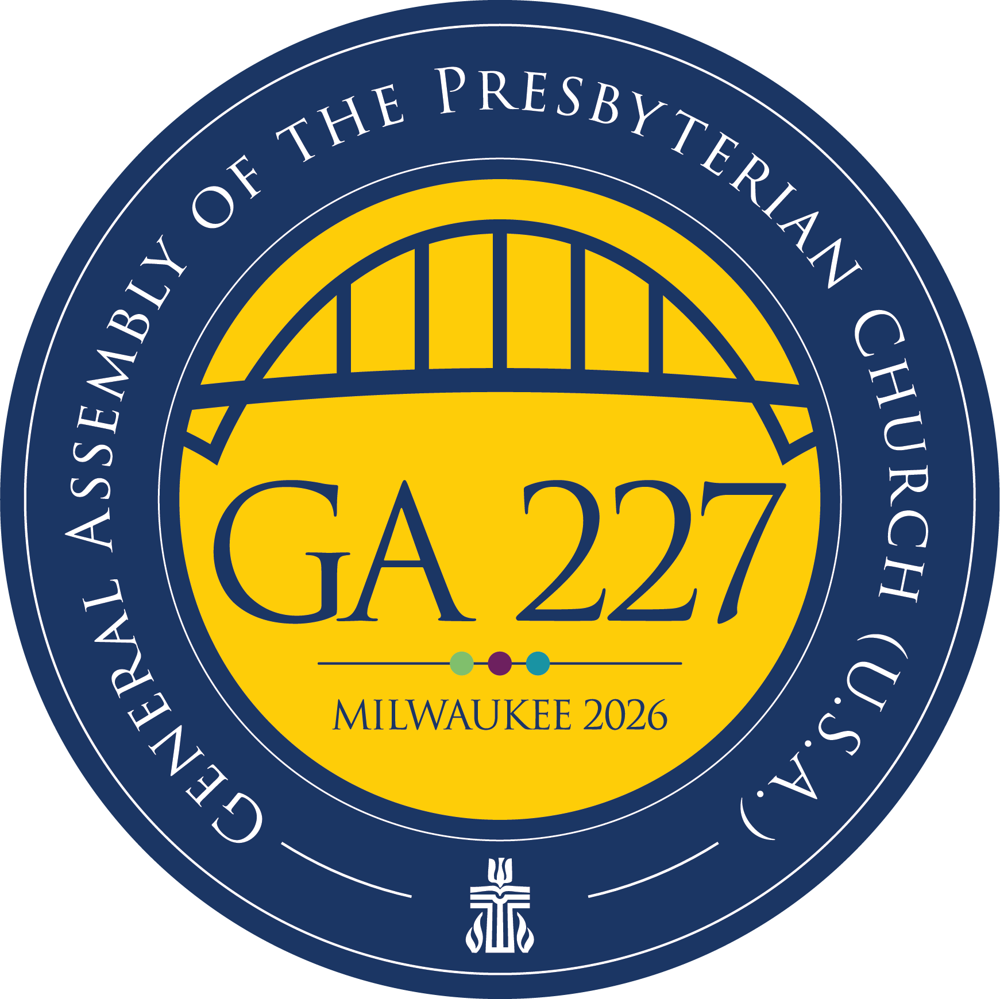 GENERAL ASSEMBLY OF THE PRESBYTERIAN CHURCH (U.S.A.)
GA 227
MILWAUKEE 2026